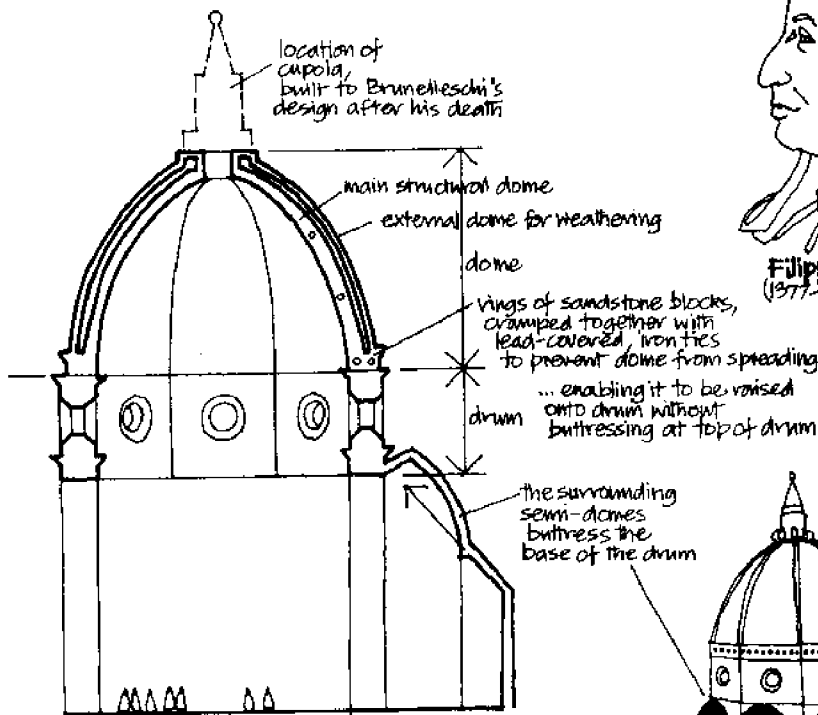 location of
cupola,
built to Brunelleschi's
design after his death
main structural dome
external dome for weathering
dome
rings of sandstone blocks,
cramped together with
lead-covered, iron ties
to prevent dome from spreading
... enabling it to be raised
onto drum without
buttressing at top of drum
drum
the surrounding
semi-domes
buttress the
base of the drum
Filip
(1377-